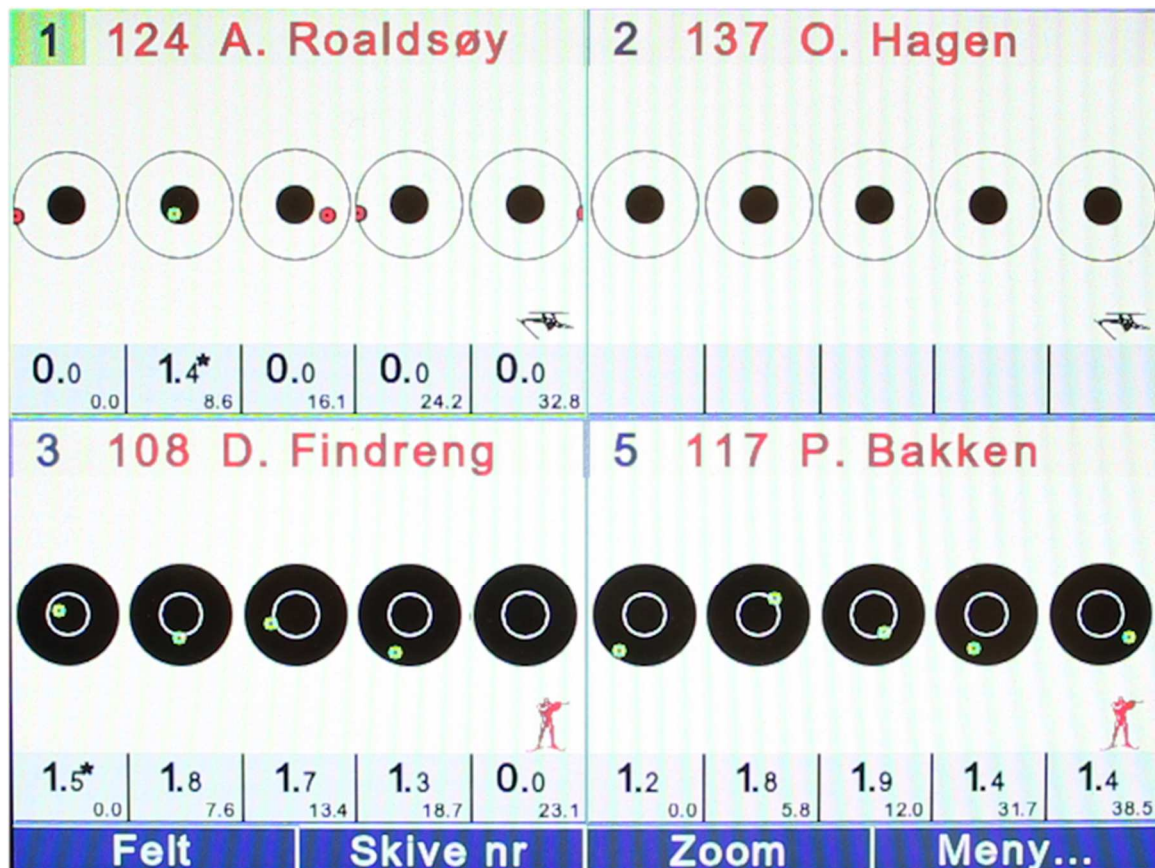 1 124 A. Roaldsøy
2 137 O. Hagen
0.0 1.4* 0.0 0.0 0.0
0.0 8.6 16.1 24.2 32.8
3 108 D. Findreng
5 117 P. Bakken
1.5* 1.8 1.7 1.3 0.0
0.0 7.6 13.4 18.7 23.1
1.2 1.8 1.9 1.4 1.4
0.0 5.8 12.0 31.7 38.5
Felt Skive nr Zoom Meny...